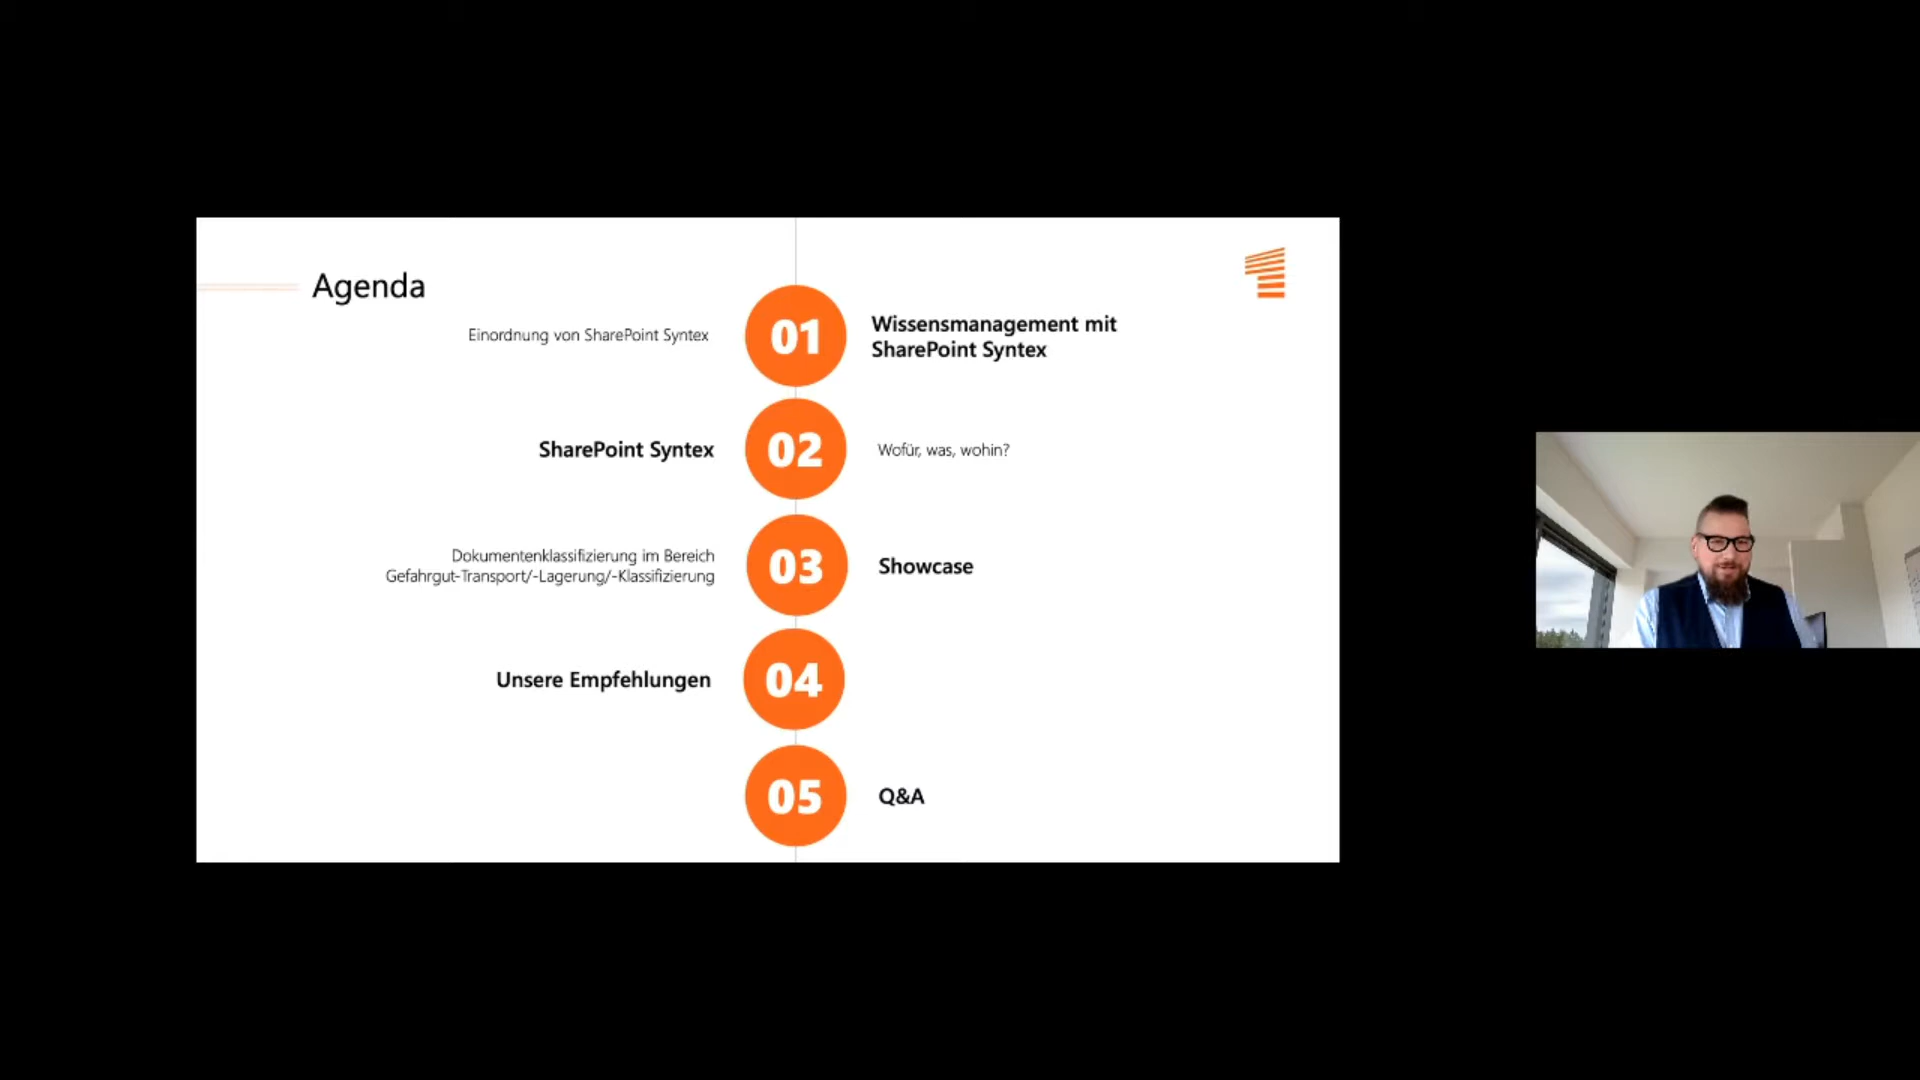 Agenda
Einordnung von SharePoint Syntex
01
Wissensmanagement mit
SharePoint Syntex
SharePoint Syntex
02
Wofür, was, wohin?
Dokumentenklassifizierung im Bereich
Gefahrgut-Transport/-Lagerung/-Klassifizierung
03
Showcase
Unsere Empfehlungen
04
05
Q&A